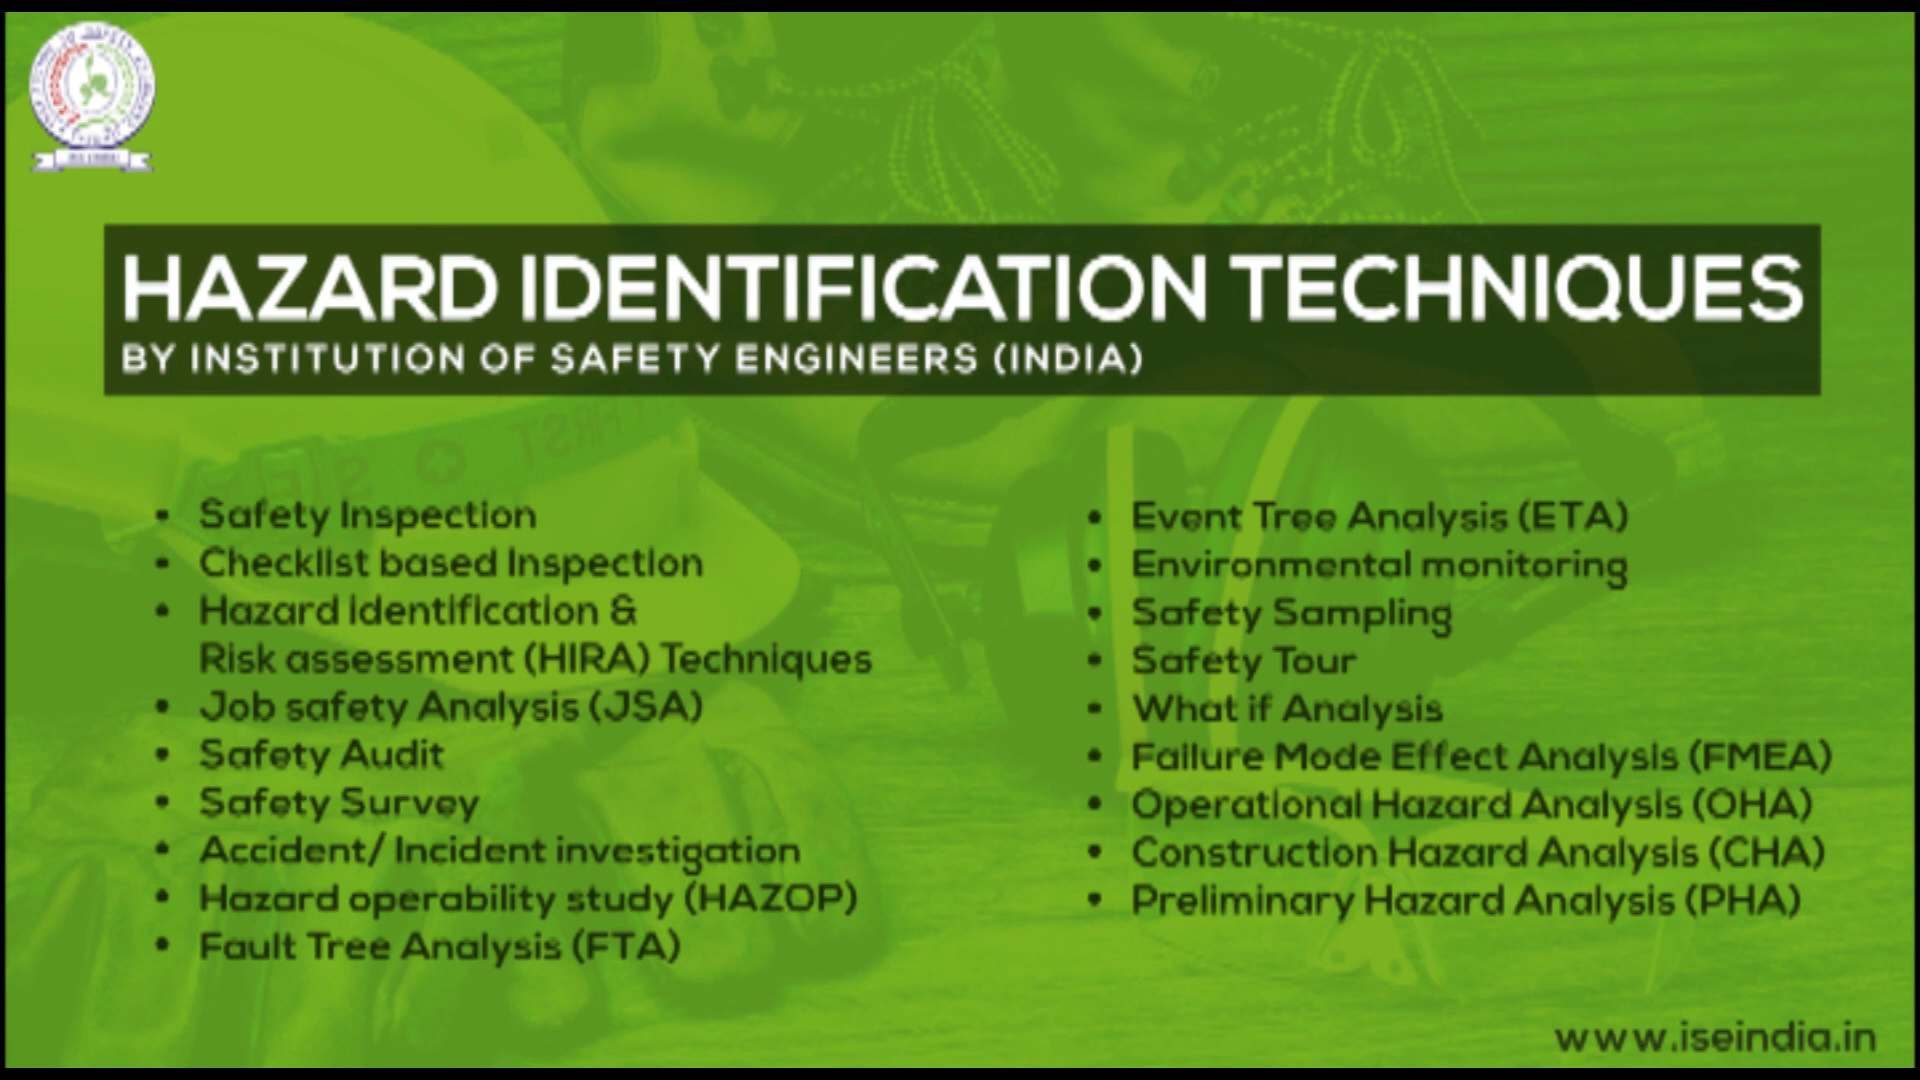 HAZARD IDENTIFICATION TECHNIQUES
BY INSTITUTION OF SAFETY ENGINEERS (INDIA)
• Safety Inspection
• Checklist based Inspection
• Hazard Identification &
Risk assessment (HIRA) Techniques
• Job safety Analysis (JSA)
• Safety Audit
• Safety Survey
• Accident/ Incident investigation
• Hazard operability study (HAZOP)
• Fault Tree Analysis (FTA)
• Event Tree Analysis (ETA)
• Environmental monitoring
• Safety Sampling
• Safety Tour
• What if Analysis
• Failure Mode Effect Analysis (FMEA)
• Operational Hazard Analysis (OHA)
• Construction Hazard Analysis (CHA)
• Preliminary Hazard Analysis (PHA)
www.iseindia.in